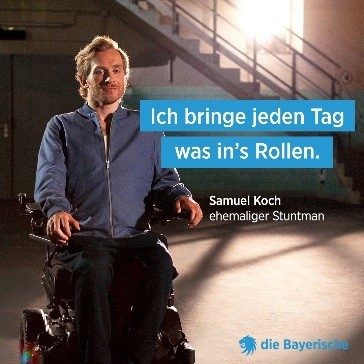 Ich bringe jeden Tag
was in's Rollen.
Samuel Koch
ehemaliger Stuntman
die Bayerische